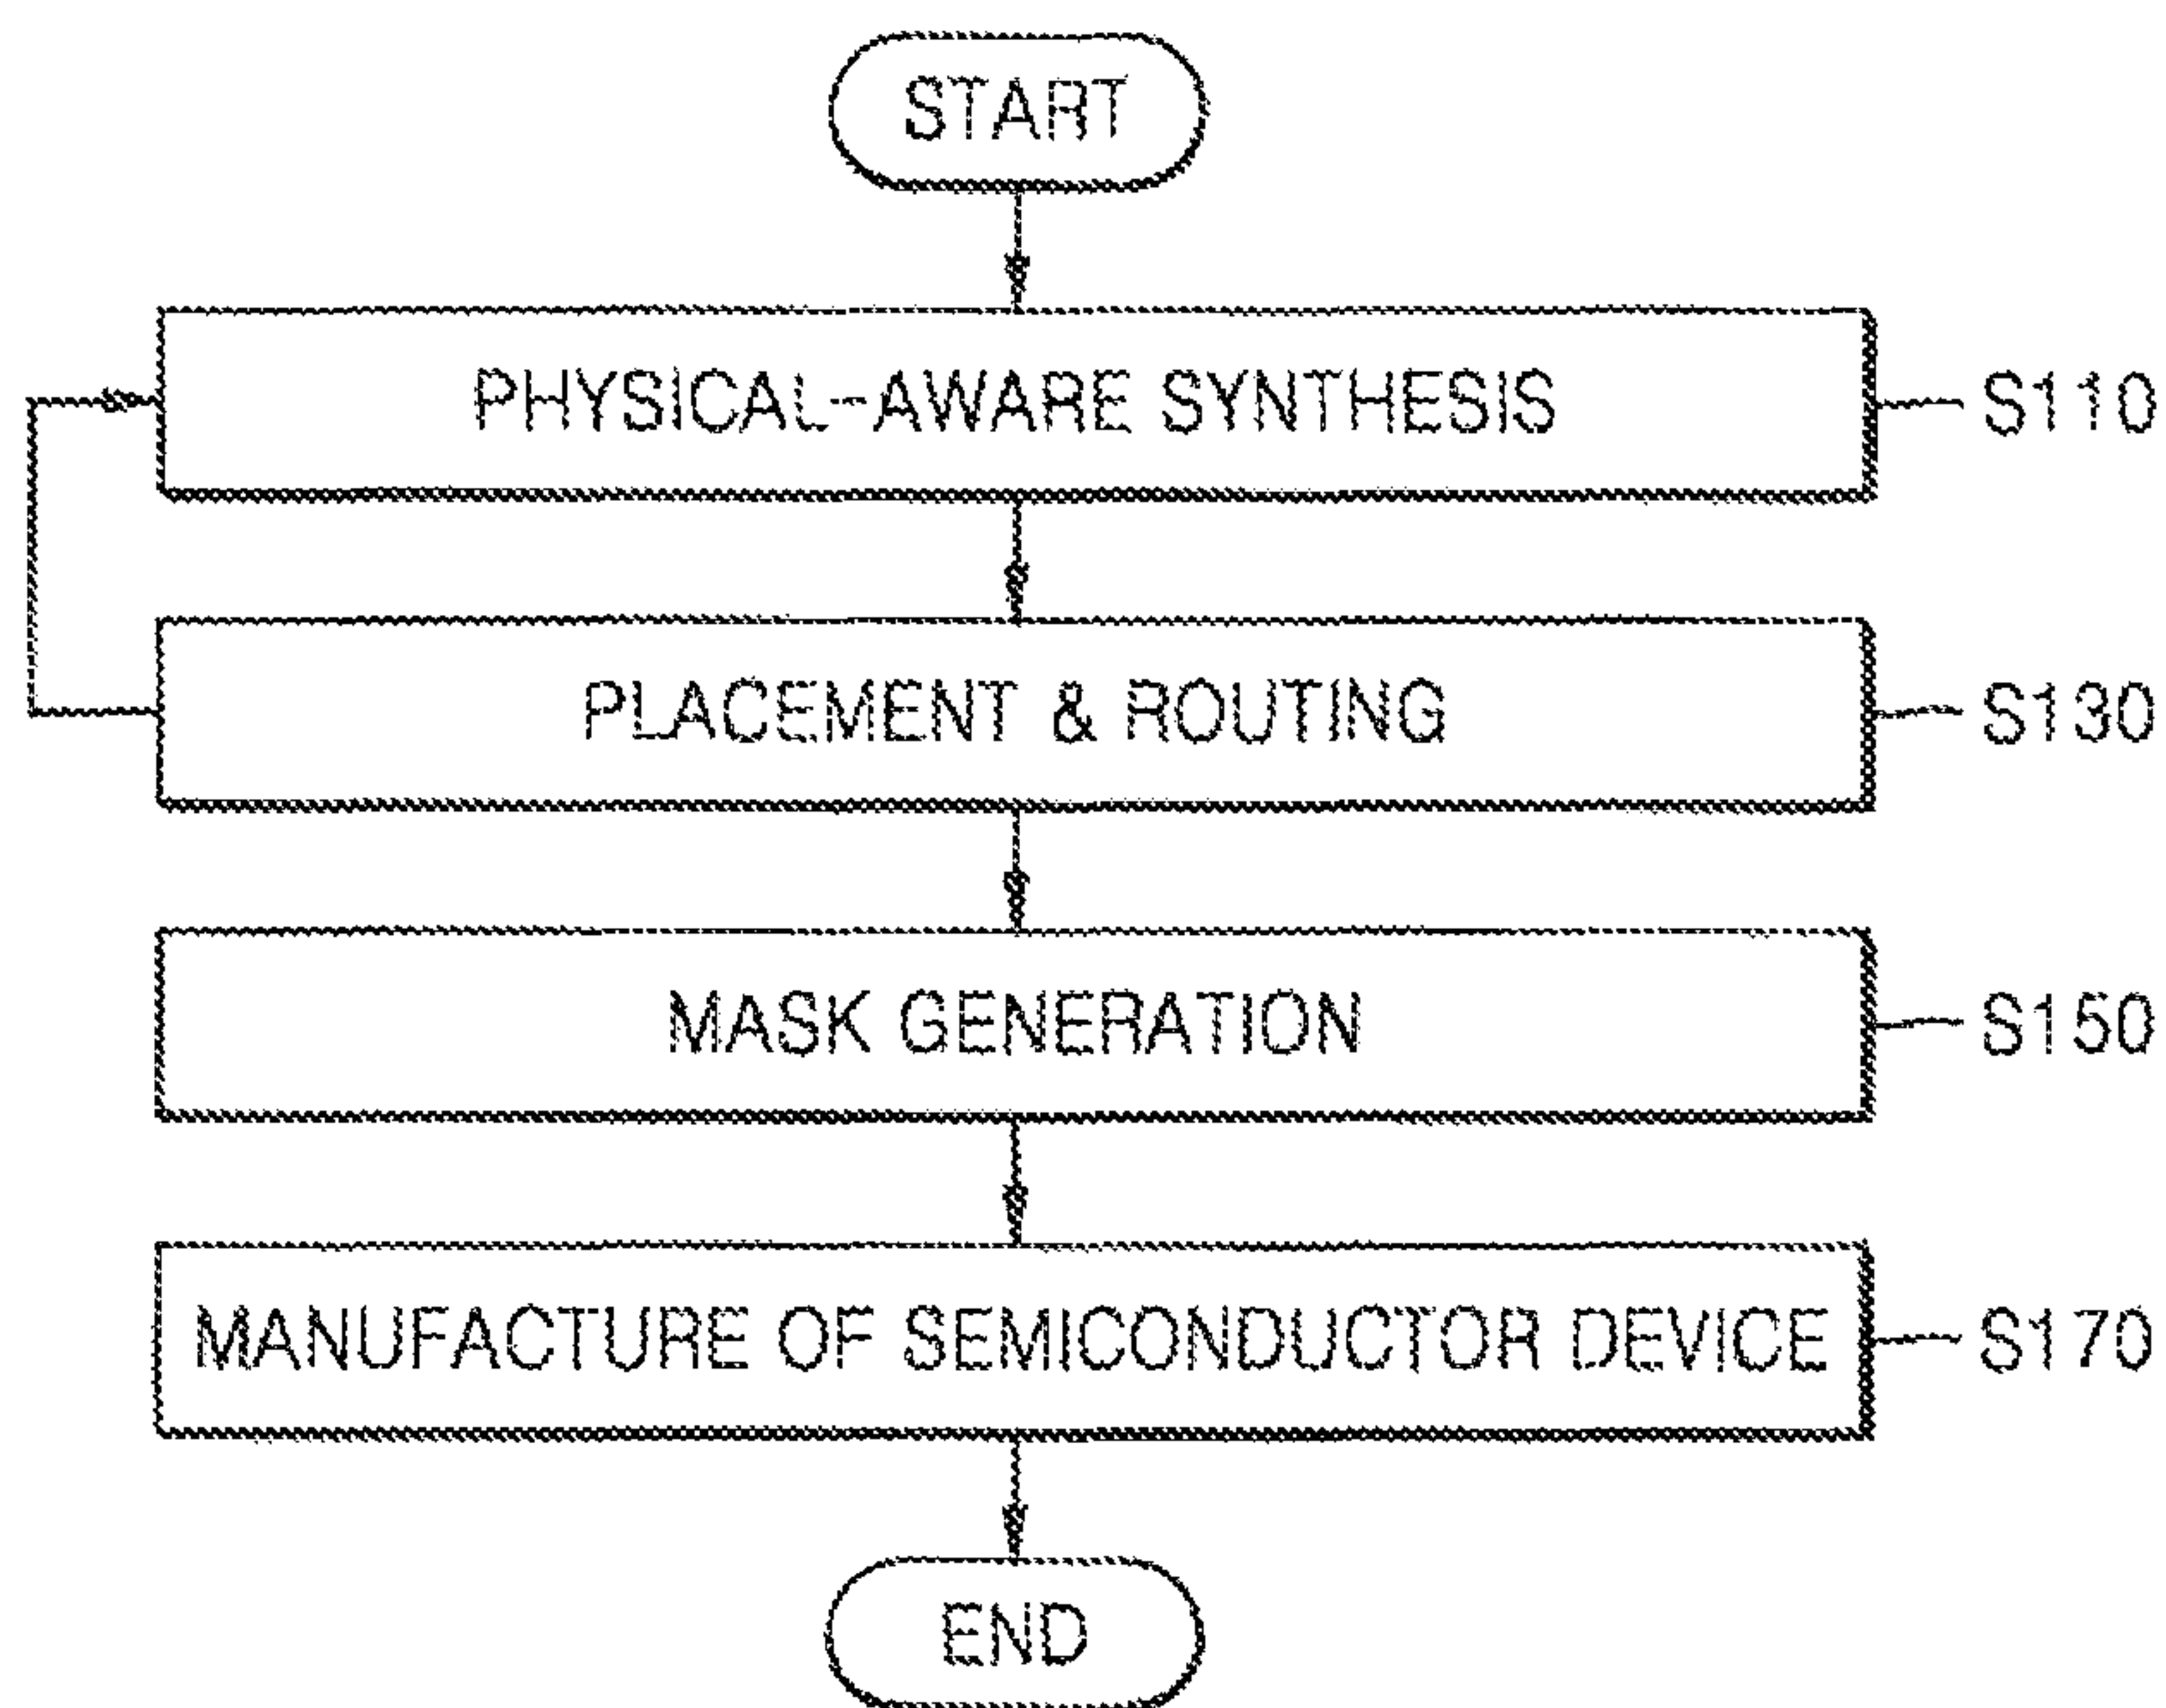 START
PHYSICAL-AWARE SYNTHESIS
S110
PLACEMENT & ROUTING
S130
MASK GENERATION
S150
MANUFACTURE OF SEMICONDUCTOR DEVICE
S170
END